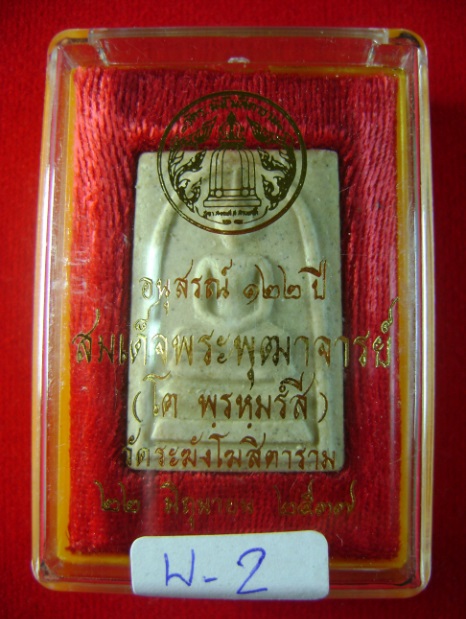 อนุสรณ์ ๑๒๒ ปี
สมเด็จพระพุฒาจารย์
(โต พฺรหฺมรํสี)
วัดระฆังโฆสิตาราม
๒๒ มิถุนายน ๒๕๓๗
พ-2